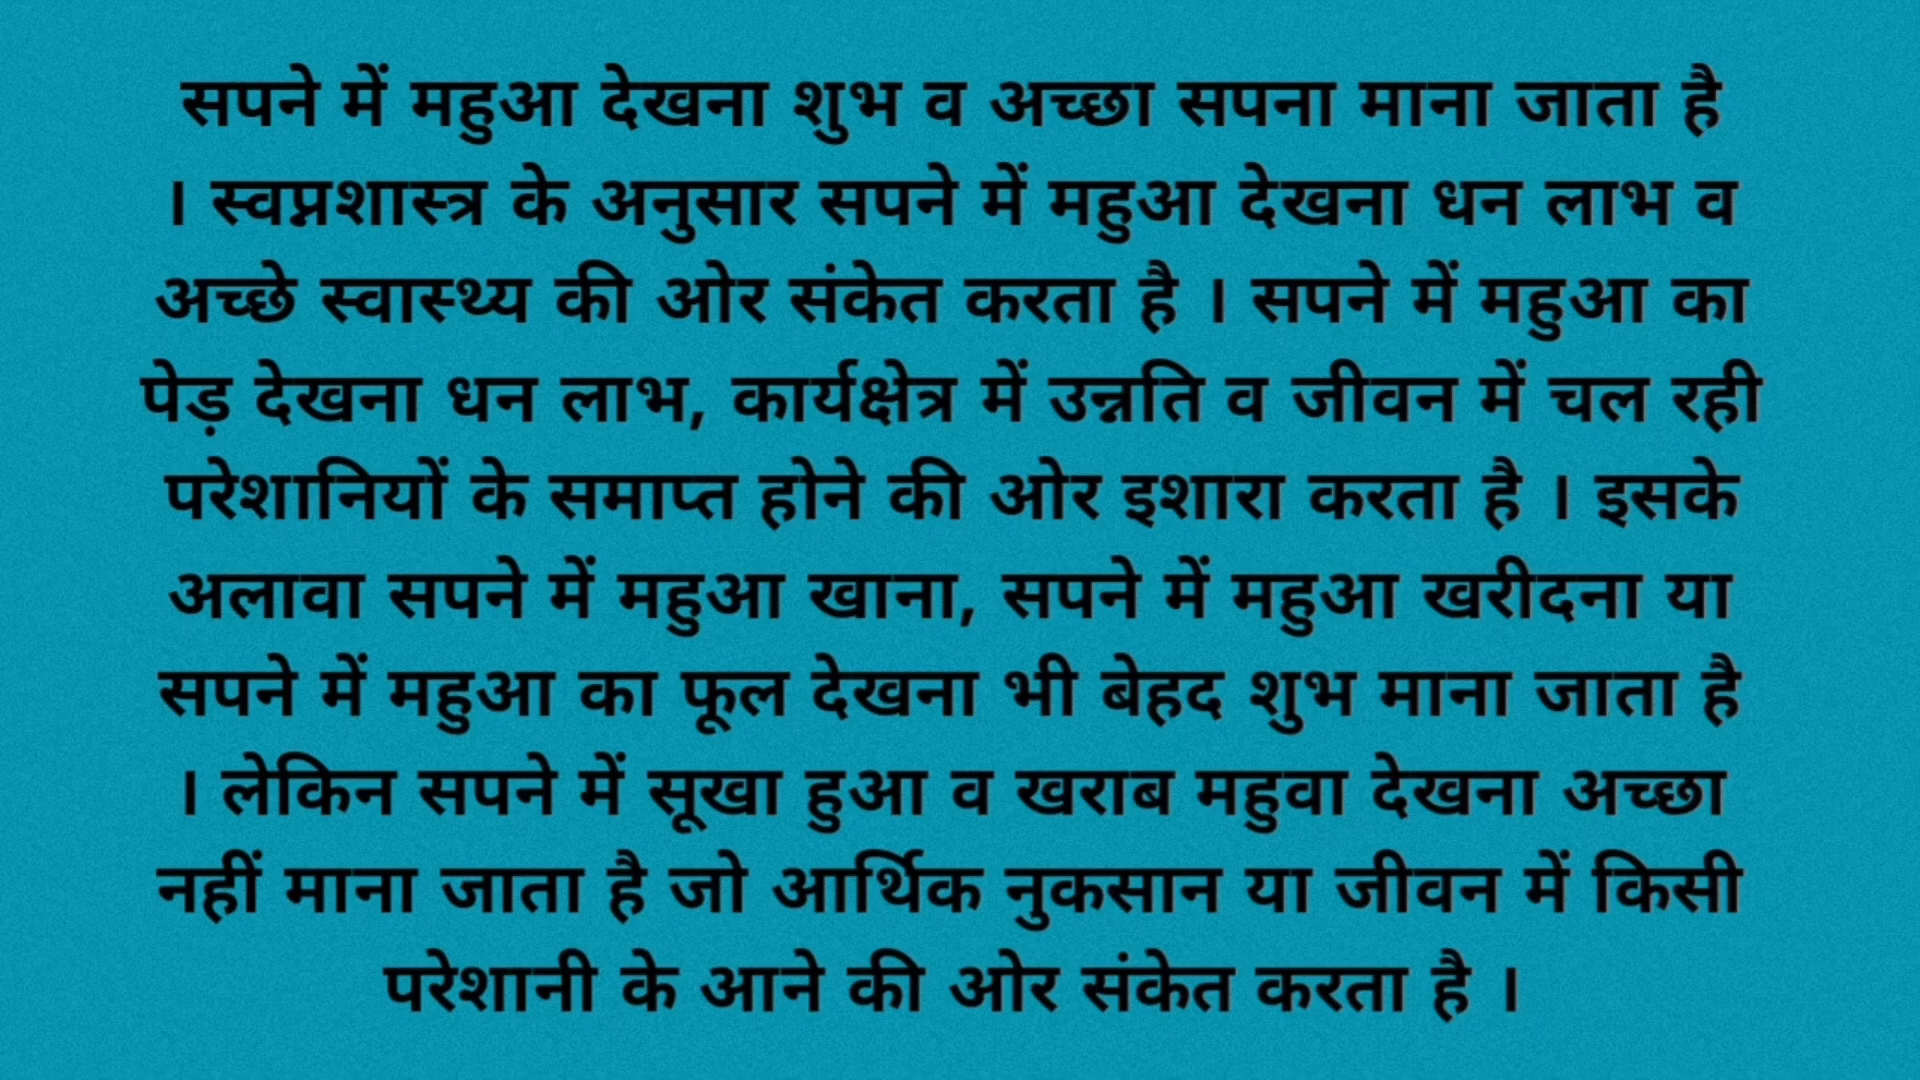 सपने में महुआ देखना शुभ व अच्छा सपना माना जाता है
। स्वप्नशास्त्र के अनुसार सपने में महुआ देखना धन लाभ व
अच्छे स्वास्थ्य की ओर संकेत करता है । सपने में महुआ का
पेड़ देखना धन लाभ, कार्यक्षेत्र में उन्नति व जीवन में चल रही
परेशानियों के समाप्त होने की ओर इशारा करता है । इसके
अलावा सपने में महुआ खाना, सपने में महुआ खरीदना या
सपने में महुआ का फूल देखना भी बेहद शुभ माना जाता है
। लेकिन सपने में सूखा हुआ व खराब महुवा देखना अच्छा
नहीं माना जाता है जो आर्थिक नुकसान या जीवन में किसी
परेशानी के आने की ओर संकेत करता है ।